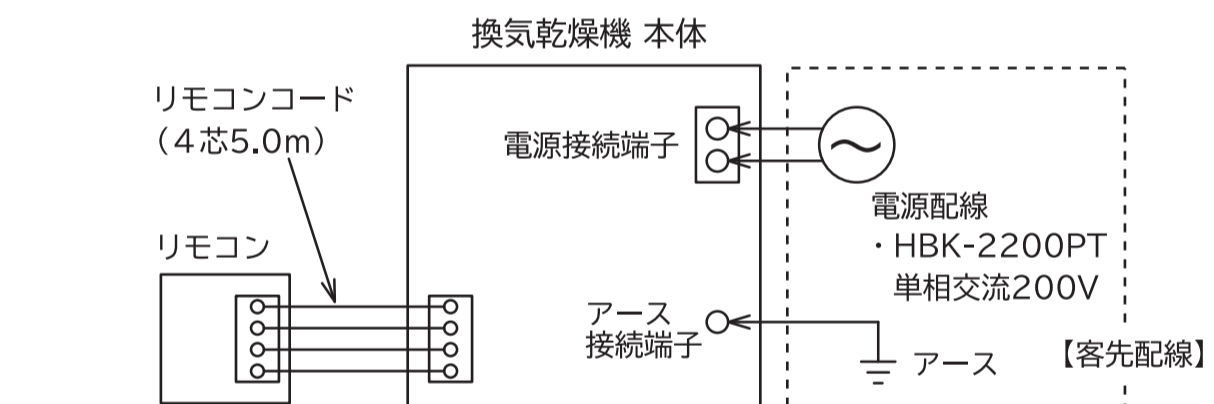 換気乾燥機 本体
リモコンコード
（４芯5.0m）
電源接続端子
電源配線
・HBK-2200PT
単相交流200V
リモコン
アース
接続端子
アース
【客先配線】